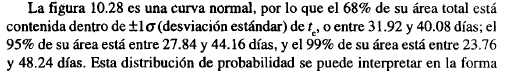 La figura 10.28 es una curva normal, por lo que el 68% de su área total está
contenida dentro de ±1σ (desviación estándar) de tₑ, o entre 31.92 y 40.08 días; el
95% de su área está entre 27.84 y 44.16 días, y el 99% de su área está entre 23.76
y 48.24 días. Esta distribución de probabilidad se puede interpretar en la forma